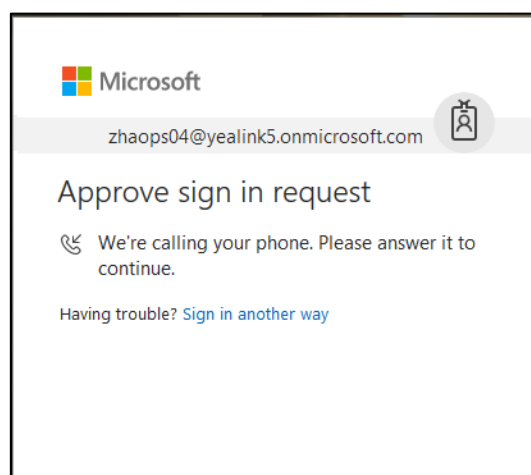 Microsoft
zhaops04@yealink5.onmicrosoft.com
Approve sign in request
We're calling your phone. Please answer it to
continue.
Having trouble? Sign in another way